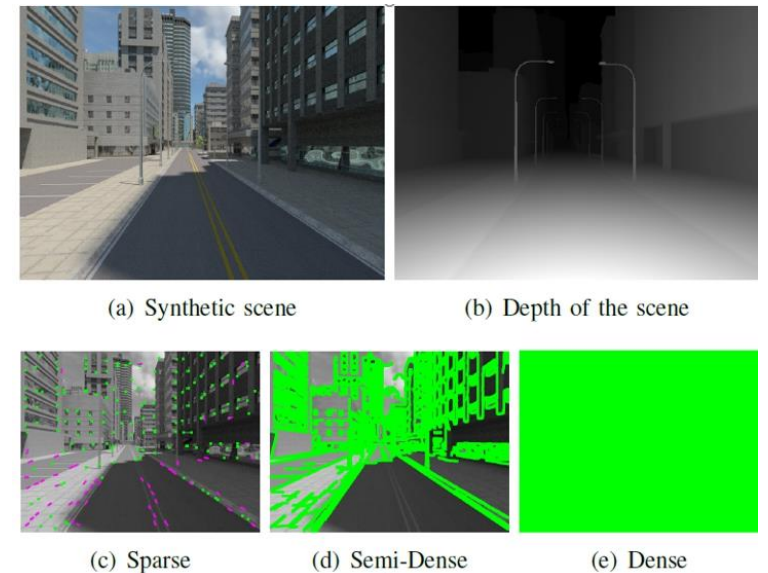 (a) Synthetic scene
(b) Depth of the scene
(c) Sparse
(d) Semi-Dense
(e) Dense